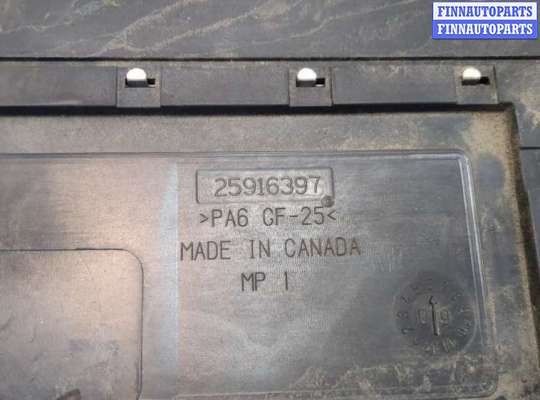 FINNAUTOPARTS
FINNAUTOPARTS
25916397
>PA6 GF-25<
MADE IN CANADA
MP 1